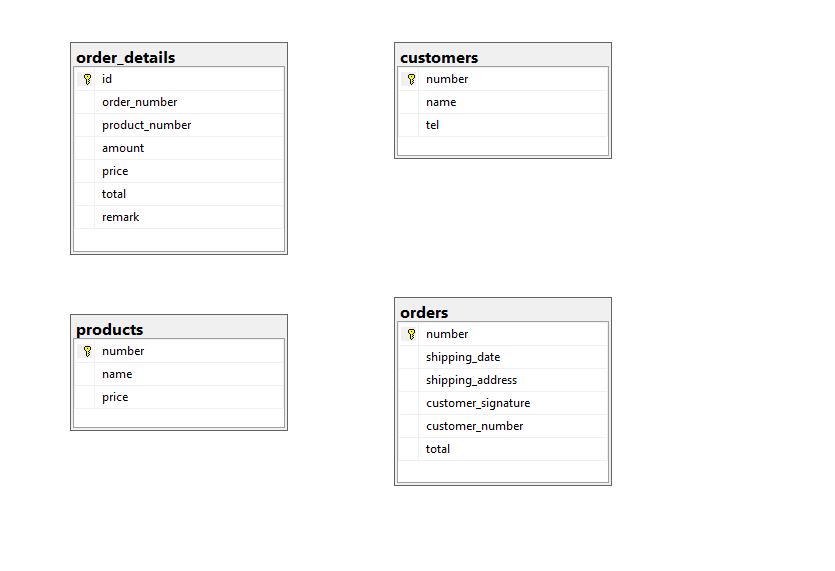 order_details
id
order_number
product_number
amount
price
total
remark
customers
number
name
tel
products
number
name
price
orders
number
shipping_date
shipping_address
customer_signature
customer_number
total